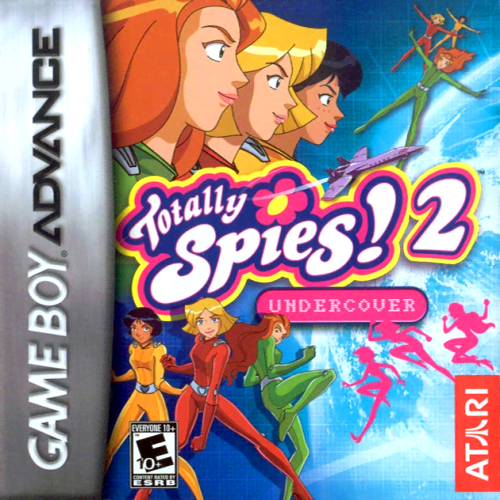 GAME BOY ADVANCE
Totally
Spies! 2
UNDERCOVER
EVERYONE 10+
E
10+
CONTENT RATED BY
ESRB
ATARI